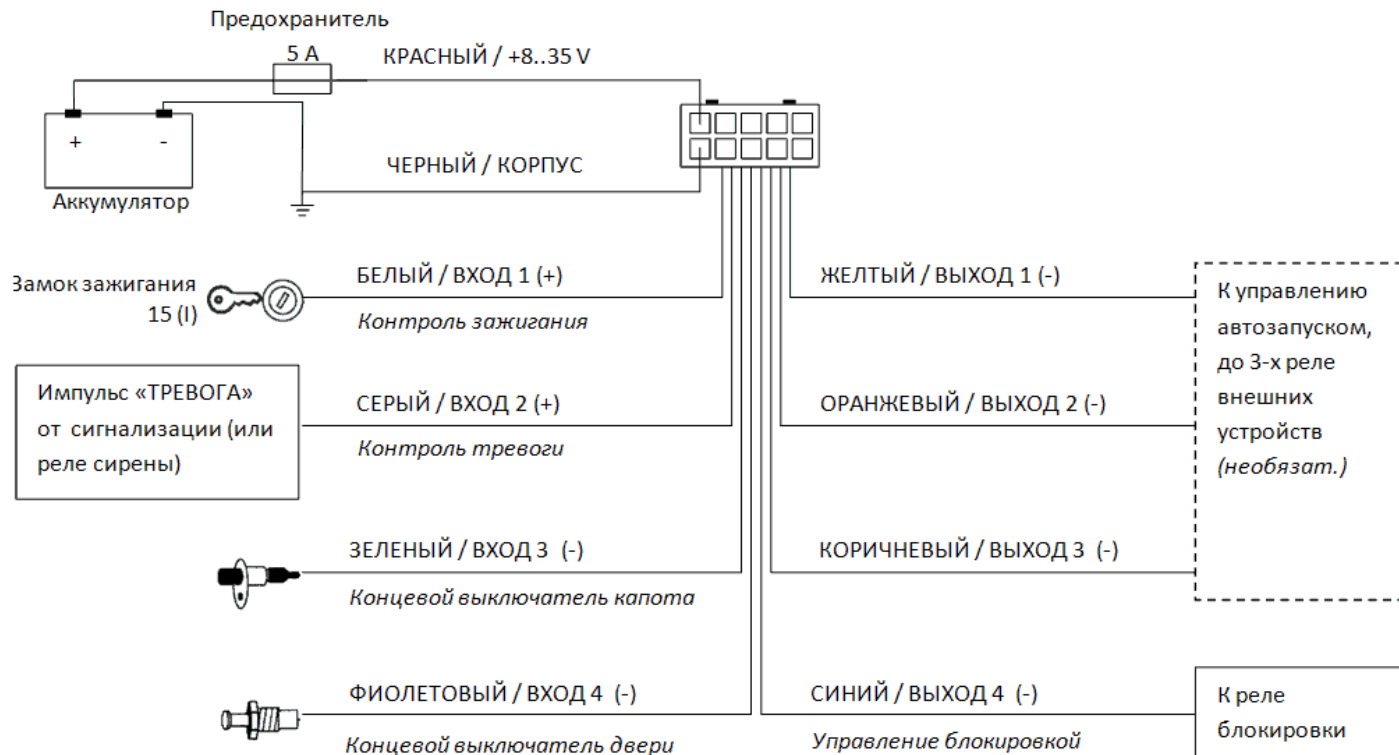 Предохранитель
5 А
КРАСНЫЙ / +8..35 V
+ -
ЧЕРНЫЙ / КОРПУС
Аккумулятор
Замок зажигания
15 (I)
БЕЛЫЙ / ВХОД 1 (+)
Контроль зажигания
Импульс «ТРЕВОГА»
от сигнализации (или
реле сирены)
СЕРЫЙ / ВХОД 2 (+)
Контроль тревоги
ЗЕЛЕНЫЙ / ВХОД 3 (-)
Концевой выключатель капота
ФИОЛЕТОВЫЙ / ВХОД 4 (-)
Концевой выключатель двери
ЖЕЛТЫЙ / ВЫХОД 1 (-)
ОРАНЖЕВЫЙ / ВЫХОД 2 (-)
КОРИЧНЕВЫЙ / ВЫХОД 3 (-)
К управлению
автозапуском,
до 3-х реле
внешних
устройств
(необязат.)
СИНИЙ / ВЫХОД 4 (-)
Управление блокировкой
К реле
блокировки